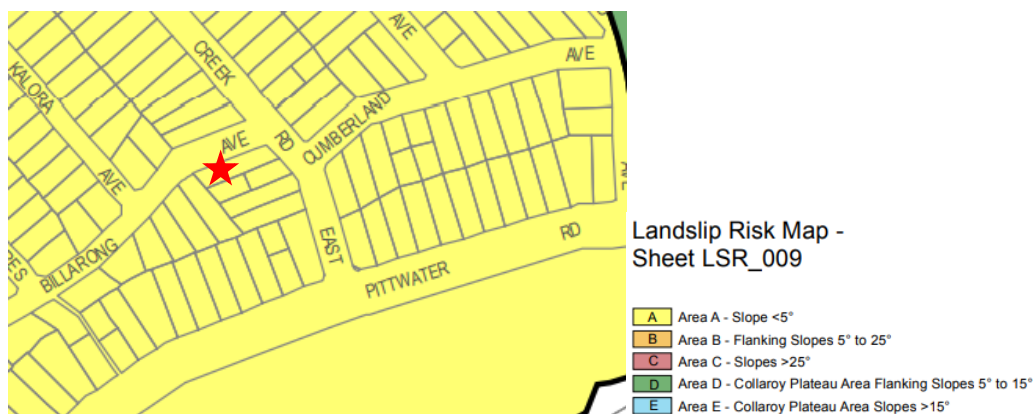 AVE
CREEK
AVE
KALORA
CUMBERLAND
AVE
RD
AVE
AVE
BILLARONG
EAST
RD
PITTWATER
RES
Landslip Risk Map -
Sheet LSR_009
A Area A - Slope <5°
B Area B - Flanking Slopes 5° to 25°
C Area C - Slopes >25°
D Area D - Collaroy Plateau Area Flanking Slopes 5° to 15°
E Area E - Collaroy Plateau Area Slopes >15°